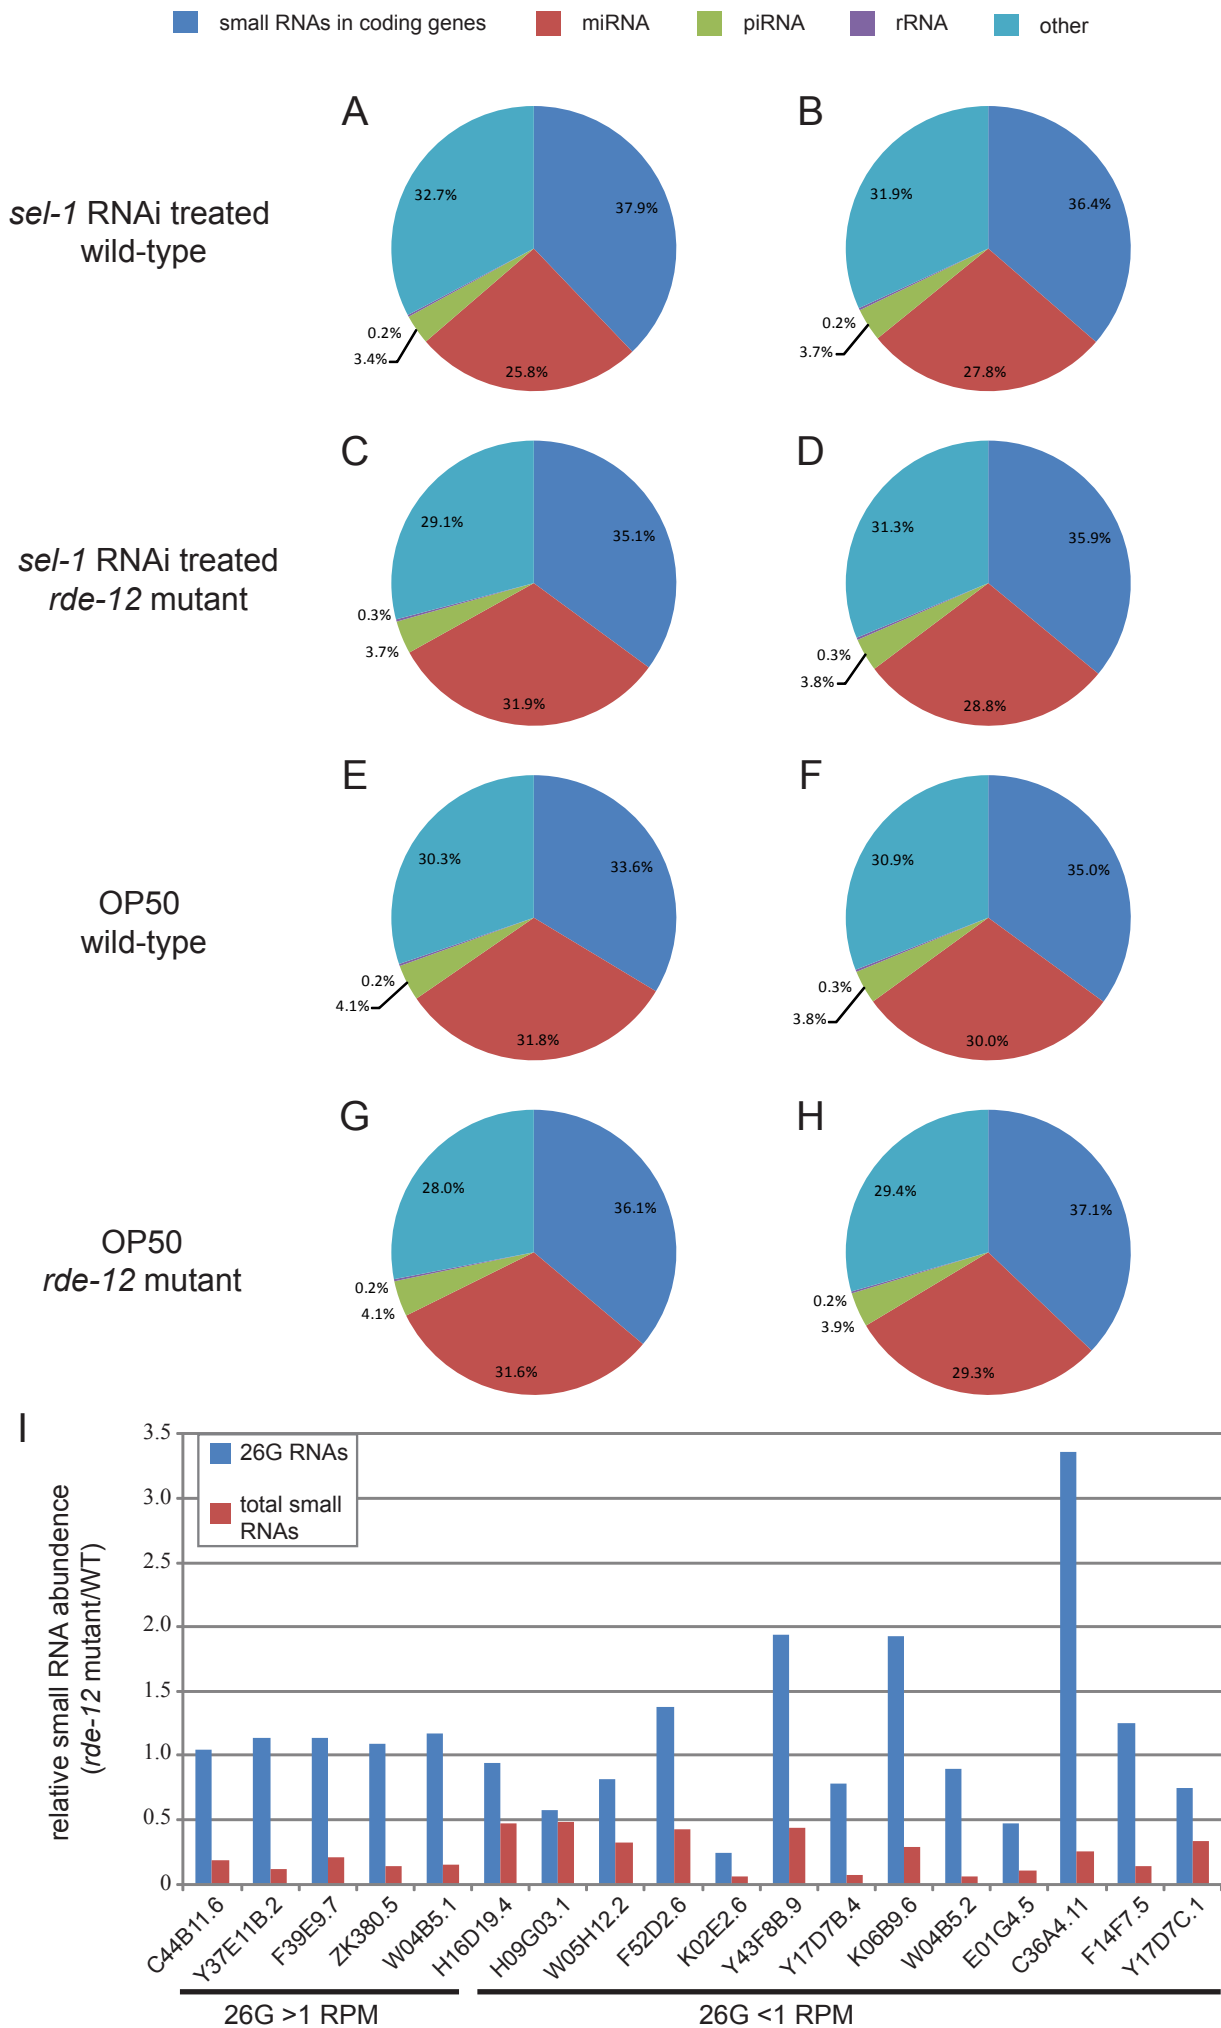 small RNAs in coding genes miRNA piRNA rRNA other
A B
sel-1 RNAi treated
wild-type
32.7% 37.9% 31.9% 36.4%
0.2% 0.2%
3.4% 3.7%
25.8% 27.8%
C D
sel-1 RNAi treated
rde-12 mutant
29.1% 35.1% 31.3% 35.9%
0.3% 0.3%
3.7% 3.8%
31.9% 28.8%
E F
OP50
wild-type
30.3% 33.6% 30.9% 35.0%
0.2% 0.3%
4.1% 3.8%
31.8% 30.0%
G H
OP50
rde-12 mutant
28.0% 36.1% 29.4% 37.1%
0.2% 0.2%
4.1% 3.9%
31.6% 29.3%
I
relative small RNA abundence
(rde-12 mutant/WT)
3.5
3.0
2.5
2.0
1.5
1.0
0.5
0
26G RNAs
total small
RNAs
C44B11.6
Y37E11B.2
F39E9.7
ZK380.5
W04B5.1
H16D19.4
H09G03.1
W05H12.2
F52D2.6
K02E2.6
Y43F8B.9
Y17D7B.4
K06B9.6
W04B5.2
E01G4.5
C36A4.11
F14F7.5
Y17D7C.1
26G >1 RPM 26G <1 RPM